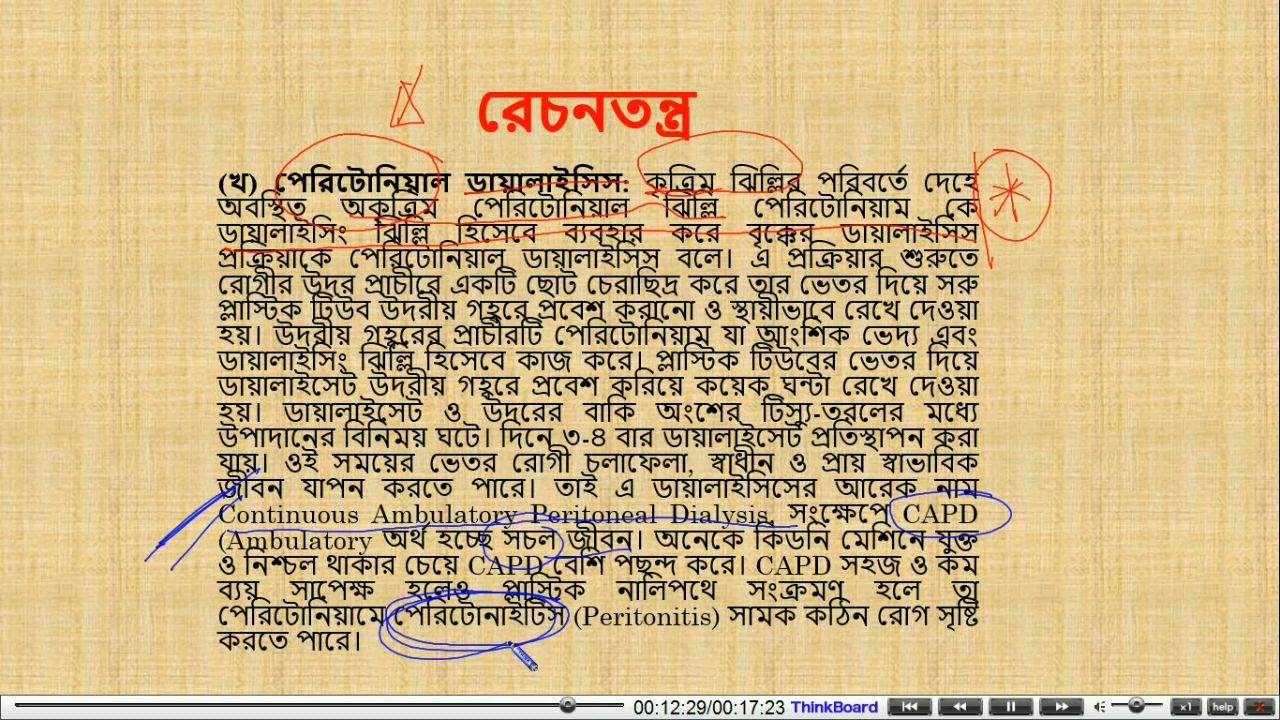 রেচনতন্ত্র
(খ) পেরিটোনিয়াল ডায়ালাইসিস: কৃত্রিম ঝিল্লির পরিবর্তে দেহে
অবস্থিত অকৃত্রিম পেরিটোনিয়াল ঝিল্লি পেরিটোনিয়াম কে
ডায়ালাইসিং ঝিল্লি হিসেবে ব্যবহার করে বৃক্কের ডায়ালাইসিস
প্রক্রিয়াকে পেরিটোনিয়াল ডায়ালাইসিস বলে। এ প্রক্রিয়ার শুরুতে
রোগীর উদর প্রাচীরে একটি ছোট চেরাছিদ্র করে তার ভেতর দিয়ে সরু
প্লাস্টিক টিউব উদরীয় গহ্বরে প্রবেশ করানো ও স্থায়ীভাবে রেখে দেওয়া
হয়। উদরীয় গহ্বরের প্রাচীরটি পেরিটোনিয়াম যা আংশিক ভেদ্য এবং
ডায়ালাইসিং ঝিল্লি হিসেবে কাজ করে। প্লাস্টিক টিউবের ভেতর দিয়ে
ডায়ালাইসেট উদরীয় গহ্বরে প্রবেশ করিয়ে কয়েক ঘন্টা রেখে দেওয়া
হয়। ডায়ালাইসেট ও উদরের বাকি অংশের টিস্যু-তরলের মধ্যে
উপাদানের বিনিময় ঘটে। দিনে ৩-৪ বার ডায়ালাইসেট প্রতিস্থাপন করা
যায়। ওই সময়ের ভেতর রোগী চলাফেলা, স্বাধীন ও প্রায় স্বাভাবিক
জীবন যাপন করতে পারে। তাই এ ডায়ালাইসিসের আরেক নাম
Continuous Ambulatory Peritoneal Dialysis, সংক্ষেপে CAPD
(Ambulatory অর্থ হচ্ছে সচল জীবন। অনেকে কিডনি মেশিনে যুক্ত
ও নিশ্চল থাকার চেয়ে CAPD বেশি পছন্দ করে। CAPD সহজ ও কম
ব্যয় সাপেক্ষ হলেও প্লাস্টিক নালিপথে সংক্রমণ হলে তা
পেরিটোনিয়ামে পেরিটোনাইটিস (Peritonitis) সামক কঠিন রোগ সৃষ্টি
করতে পারে।
00:12:29/00:17:23 ThinkBoard x1 help